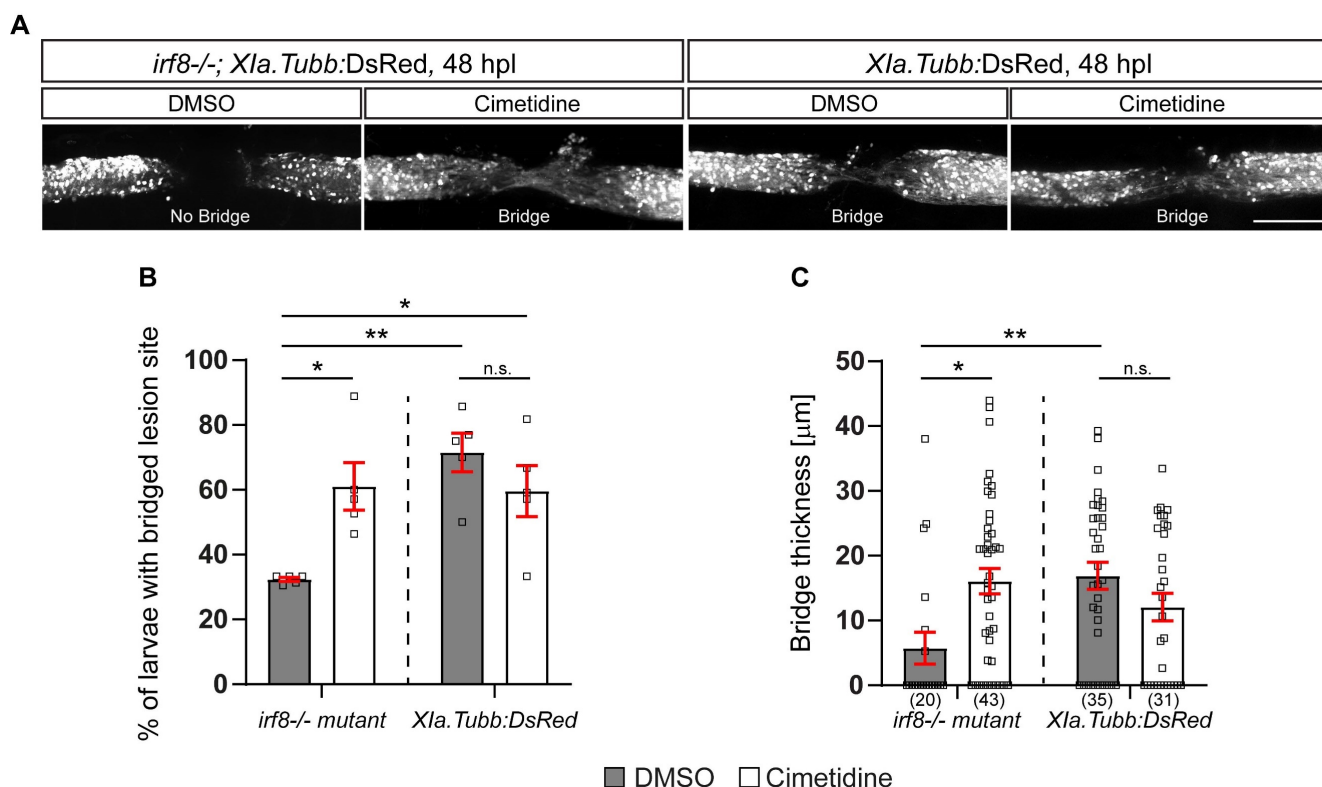 A
irf8-/-; Xla.Tubb:DsRed, 48 hpl
Xla.Tubb:DsRed, 48 hpl
DMSO
Cimetidine
DMSO
Cimetidine
No Bridge
Bridge
Bridge
Bridge
B
% of larvae with bridged lesion site
100
80
60
40
20
0
*
**
*
n.s.
irf8-/- mutant
Xla.Tubb:DsRed
C
Bridge thickness [µm]
50
40
30
20
10
0
**
*
n.s.
(20)
(43)
(35)
(31)
irf8-/- mutant
Xla.Tubb:DsRed
DMSO
Cimetidine